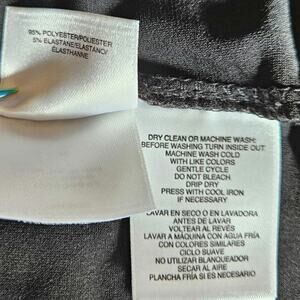 95% POLYESTER/POLIESTER
5% ELASTANE/ELASTANO/
ÉLASTHANNE
DRY CLEAN OR MACHINE WASH:
BEFORE WASHING TURN INSIDE OUT
MACHINE WASH COLD
WITH LIKE COLORS
GENTLE CYCLE
DO NOT BLEACH
DRIP DRY
PRESS WITH COOL IRON
IF NECESSARY
LAVAR EN SECO O EN LAVADORA
ANTES DE LAVAR
VOLTEAR AL REVÉS
LAVAR A MÁQUINA CON AGUA FRÍA
CON COLORES SIMILARES
CICLO SUAVE
NO UTILIZAR BLANQUEADOR
SECAR AL AIRE
PLANCHA FRÍA SI ES NECESARIO